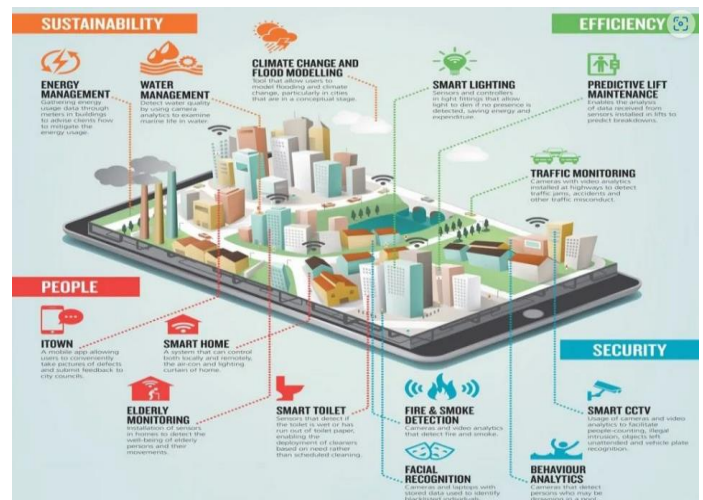 SUSTAINABILITY
EFFICIENCY
ENERGY
MANAGEMENT
Gathering energy
usage data through
meters in buildings
to advise clients how
to mitigate the
energy usage.
WATER
MANAGEMENT
Detect water quality
by using camera
analytics to examine
marine life in water.
CLIMATE CHANGE AND
FLOOD MODELLING
Tool that allow users to
model flooding and climate
change, particularly in cities
that are in a conceptual stage.
SMART LIGHTING
Sensors and controllers
in light fittings that allow
light to dim if no presence is
detected, saving energy and
expenditure.
PREDICTIVE LIFT
MAINTENANCE
Enables the analysis
of data received from
sensors installed in lifts to
predict breakdowns.
TRAFFIC MONITORING
Cameras with video analytics
installed at highways to detect
traffic jams, accidents and
other traffic misconduct.
PEOPLE
ITOWN
A mobile app allowing
users to conveniently
take pictures of defects
and submit feedback to
city councils.
SMART HOME
A system that can control
both locally and remotely,
the air-con and lighting
curtain of home.
SECURITY
ELDERLY
MONITORING
Installation of sensors
in homes to detect the
well-being of elderly
persons and their
movements.
SMART TOILET
Sensors that detect if
the toilet is wet or has
run out of toilet paper,
enabling the
deployment of cleaners
based on need rather
than scheduled cleaning.
FIRE & SMOKE
DETECTION
Cameras and video analytics
that detect fire and smoke.
SMART CCTV
Usage of cameras and video
analytics to facilitate
people-counting, illegal
intrusion, objects left
unattended and vehicle plate
recognition.
FACIAL
RECOGNITION
Cameras and laptops with
stored data used to identify
blacklisted individuals.
BEHAVIOUR
ANALYTICS
Cameras that detect
persons who may be